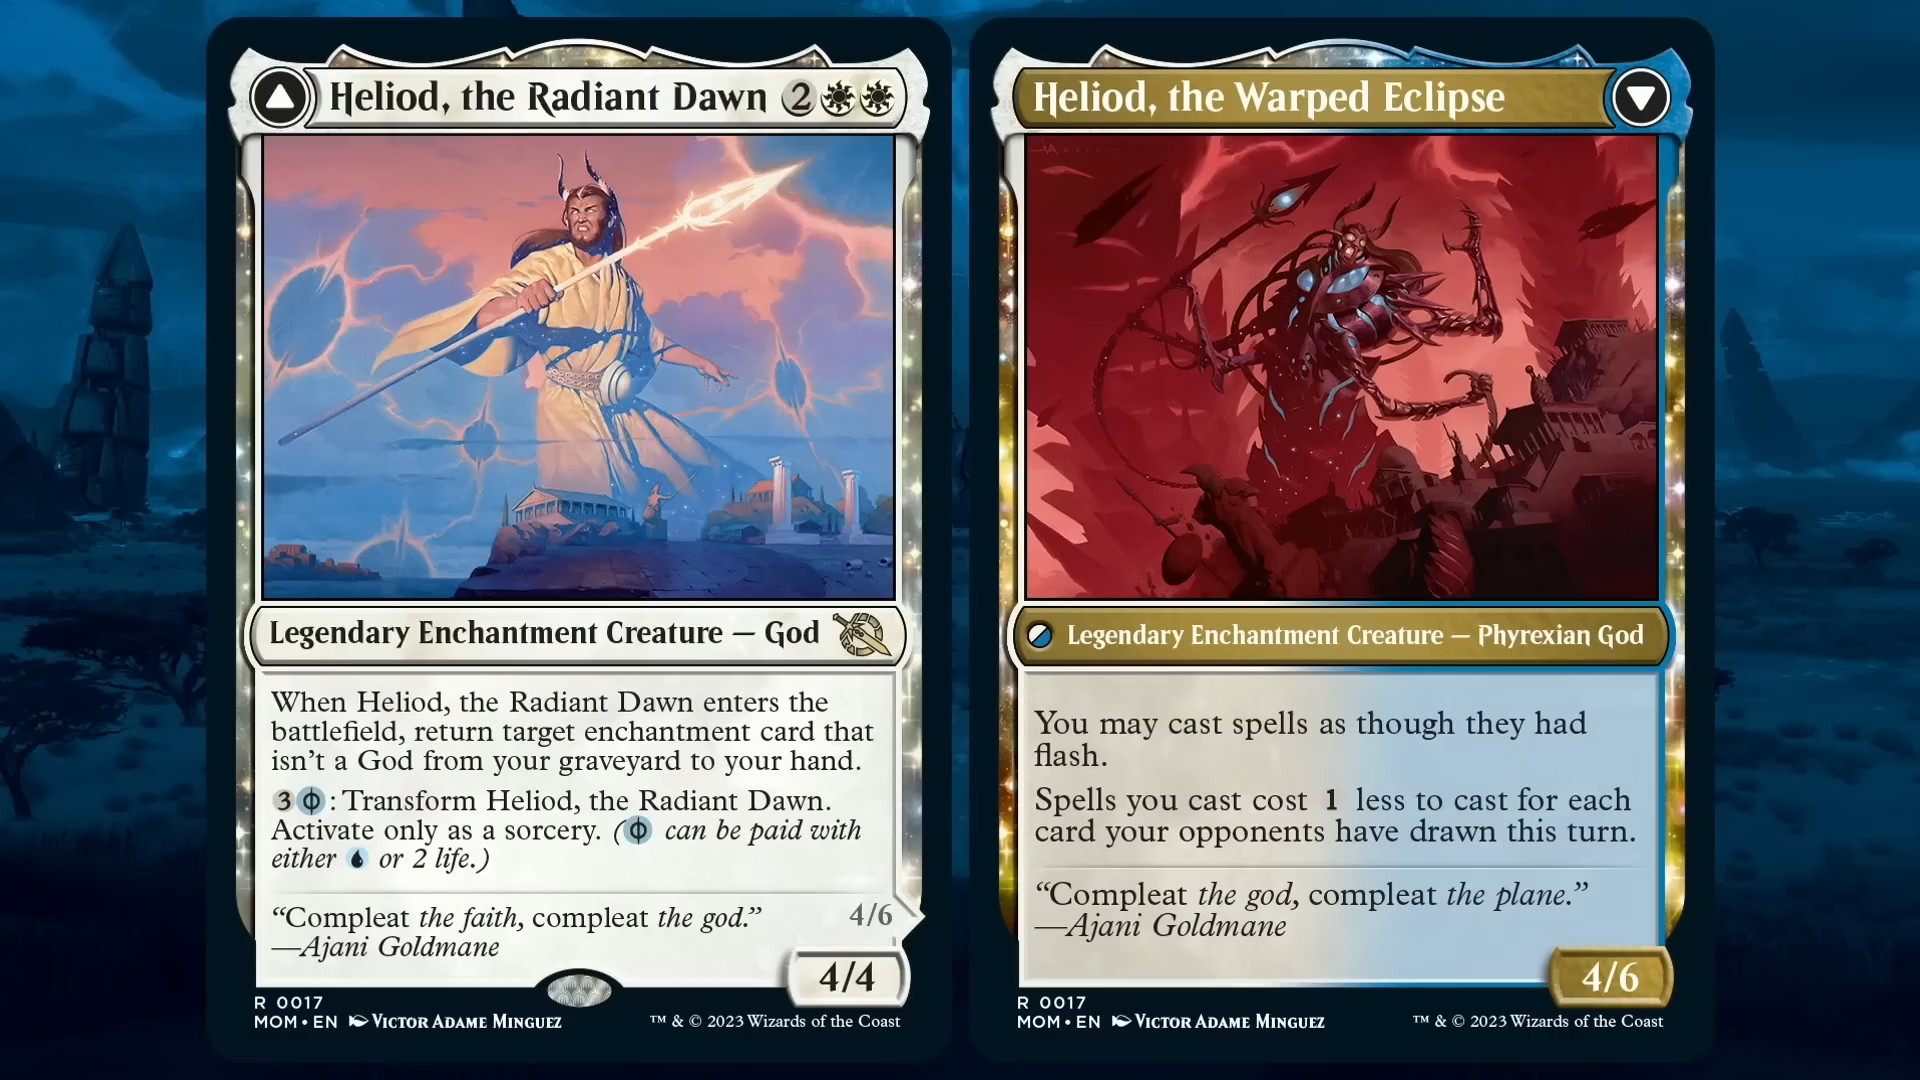 Heliod, the Radiant Dawn 2
When Heliod, the Radiant Dawn enters the
battlefield, return target enchantment card that
isn't a God from your graveyard to your hand.
3 : Transform Heliod, the Radiant Dawn.
Activate only as a sorcery. ( can be paid with
either or 2 life.)
"Compleat the faith, compleat the god."
—Ajani Goldmane
4/6
4/4
Legendary Enchantment Creature — God
R 0017
MOM • EN Victor Adame Minguez
™ & © 2023 Wizards of the Coast
Heliod, the Warped Eclipse
Legendary Enchantment Creature — Phyrexian God
You may cast spells as though they had
flash.
Spells you cast cost 1 less to cast for each
card your opponents have drawn this turn.
"Compleat the god, compleat the plane."
—Ajani Goldmane
4/6
R 0017
MOM • EN Victor Adame Minguez
™ & © 2023 Wizards of the Coast